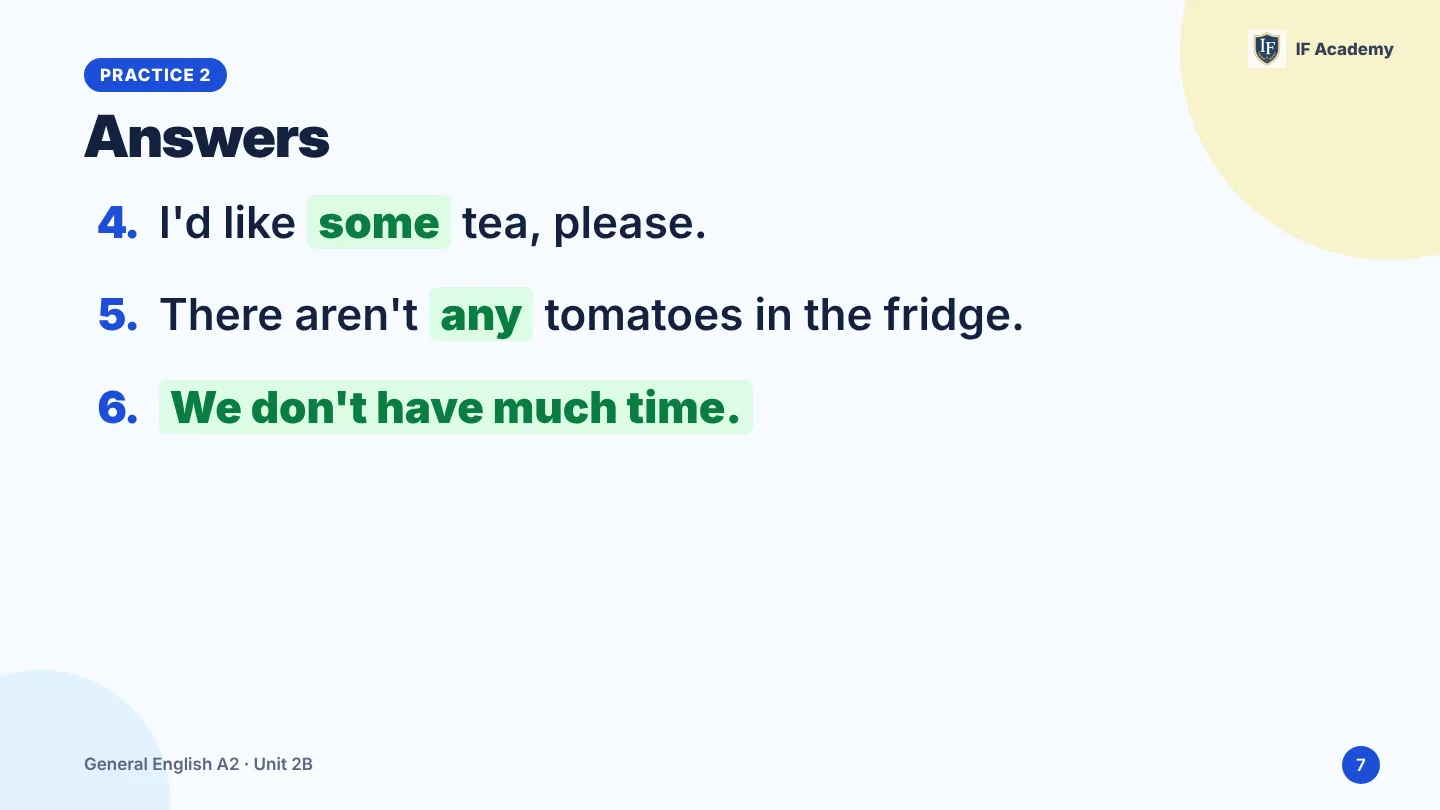 IF
IF Academy
PRACTICE 2
Answers
4. I'd like some tea, please.
5. There aren't any tomatoes in the fridge.
6. We don't have much time.
General English A2 · Unit 2B
7